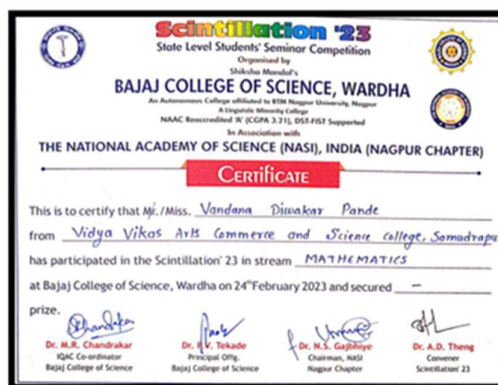 Scintillation '23
State Level Students' Seminar Competition
Organised by
Shiksha Mandal's
BAJAJ COLLEGE OF SCIENCE, WARDHA
An Autonomous College affiliated to RTM Nagpur University, Nagpur
A Linguistic Minority College
NAAC Reaccredited 'A' (CGPA 3.21), DST-FIST Supported
In Association with
THE NATIONAL ACADEMY OF SCIENCE (NASI), INDIA (NAGPUR CHAPTER)
CERTIFICATE
This is to certify that Mr./Miss. Vandana Diwakar Pande
from Vidya Vikas Arts Commerce and Science College, Samudrapur
has participated in the Scintillation' 23 in stream MATHEMATICS
at Bajaj College of Science, Wardha on 24th February 2023 and secured —
prize.
Dr. M.R. Chandrakar Dr. P.V. Tekade Dr. N.S. Gajbhiye Dr. A.D. Theng
IQAC Co-ordinator Principal Offg. Chairman, NASI Convener
Bajaj College of Science Bajaj College of Science Nagpur Chapter Scintillation' 23